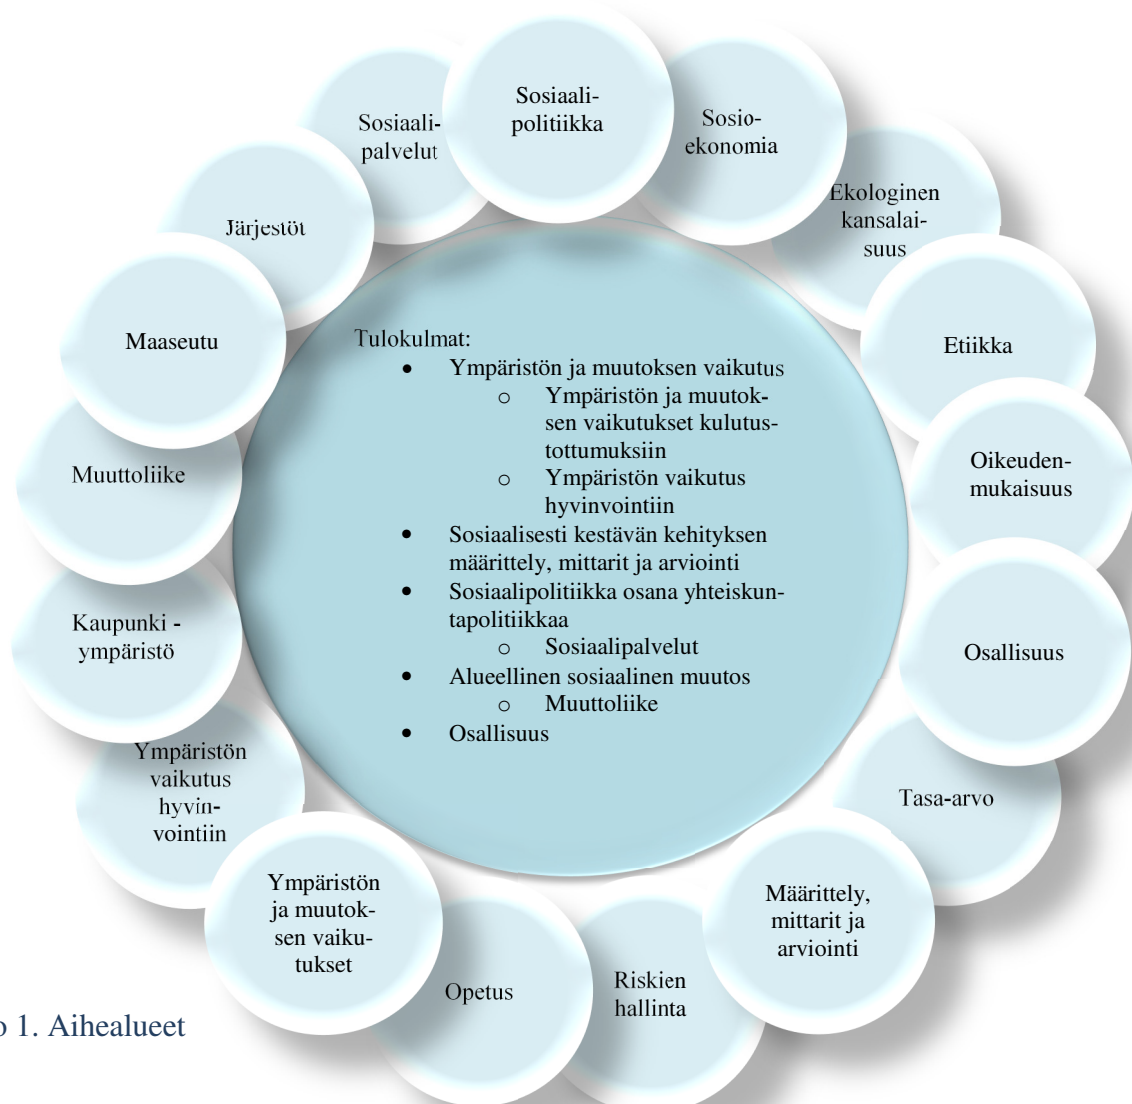 Sosiaali-
politiikka
Sosio-
ekonomia
Ekologinen
kansalai-
suus
Etiikka
Oikeuden-
mukaisuus
Osallisuus
Tasa-arvo
Määrittely,
mittarit ja
arviointi
Riskien
hallinta
Opetus
Ympäristön
ja muutok-
sen vaiku-
tukset
Ympäristön
vaikutus
hyvin-
vointiin
Kaupunki -
ympäristö
Muuttoliike
Maaseutu
Järjestöt
Sosiaali-
palvelut
Tulokulmat:
• Ympäristön ja muutoksen vaikutus
o Ympäristön ja muutok-
sen vaikutukset kulutus-
tottumuksiin
o Ympäristön vaikutus
hyvinvointiin
• Sosiaalisesti kestävän kehityksen
määrittely, mittarit ja arviointi
• Sosiaalipolitiikka osana yhteiskun-
tapolitiikkaa
o Sosiaalipalvelut
• Alueellinen sosiaalinen muutos
o Muuttoliike
• Osallisuus
o 1. Aihealueet